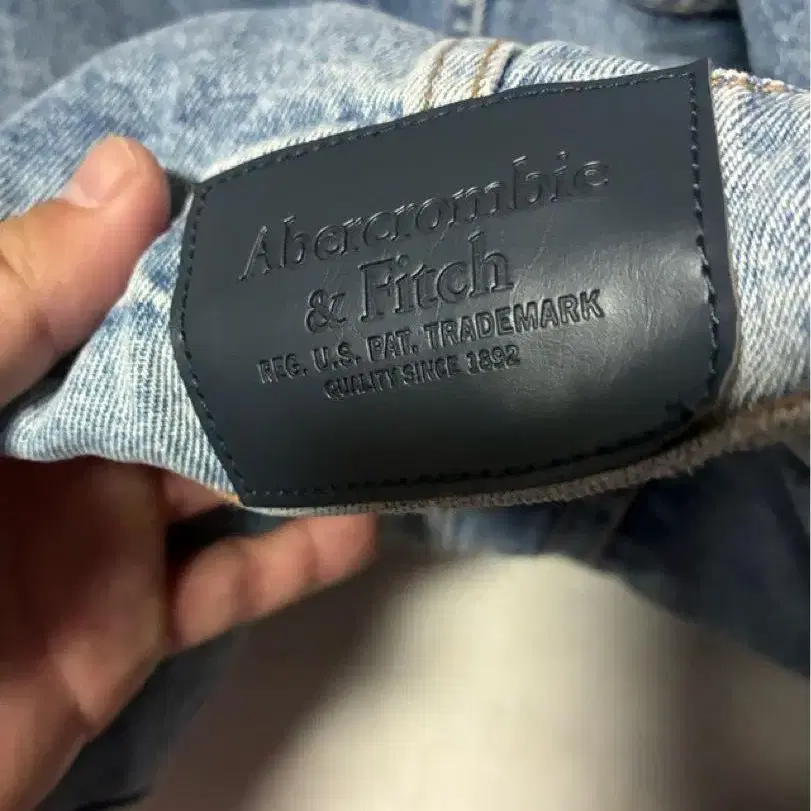 Abercrombie
& Fitch
REG. U.S. PAT. TRADEMARK
QUALITY SINCE 1892